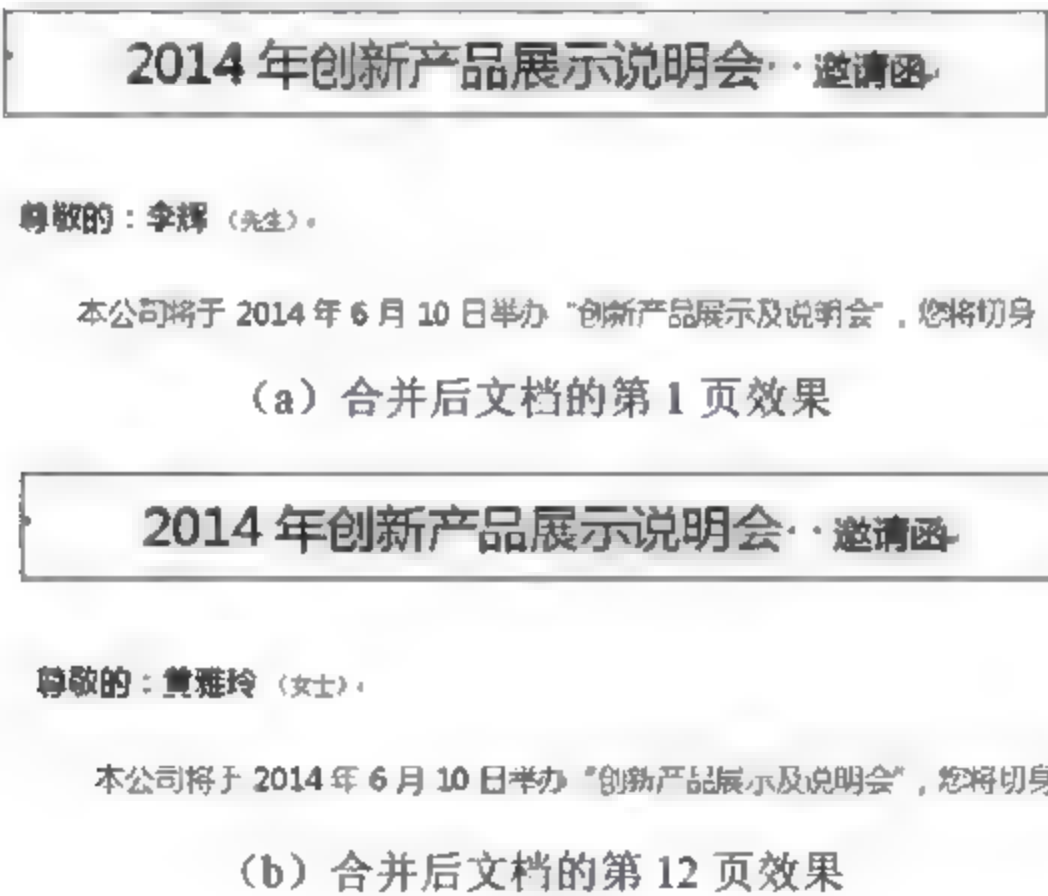 2014 年创新产品展示说明会··邀请函
尊敬的：李辉（先生）
本公司将于 2014 年 6 月 10 日举办 “创新产品展示及说明会”，您将切身
（a）合并后文档的第 1 页效果
2014 年创新产品展示说明会··邀请函
尊敬的：黄雅玲（女士）
本公司将于 2014 年 6 月 10 日举办 “创新产品展示及说明会”，您将切身
（b）合并后文档的第 12 页效果